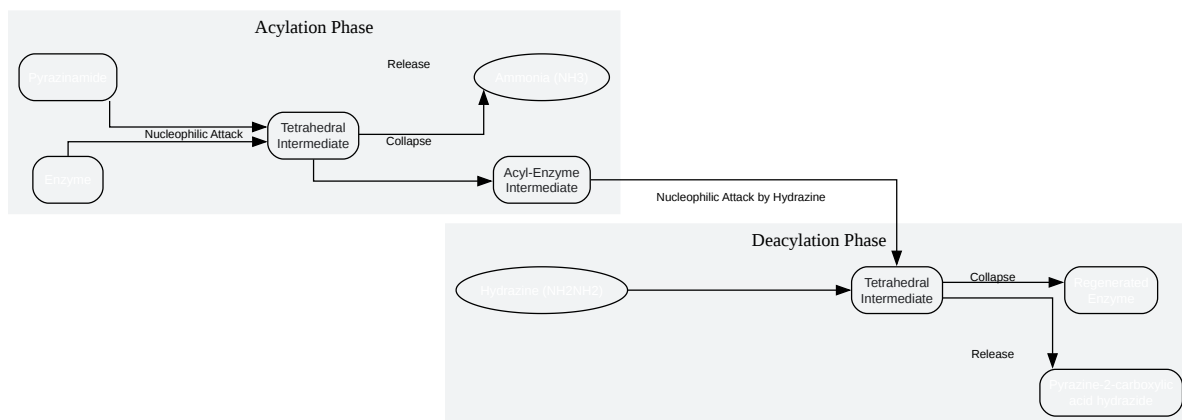 Acylation Phase
Pyrazinamide
Release
Ammonia (NH3)
Nucleophilic Attack
Tetrahedral
Intermediate
Collapse
Enzyme
Acyl-Enzyme
Intermediate
Nucleophilic Attack by Hydrazine
Deacylation Phase
Hydrazine (NH2NH2)
Tetrahedral
Intermediate
Collapse
Regenerated
Enzyme
Release
Pyrazine-2-carboxylic
acid hydrazide